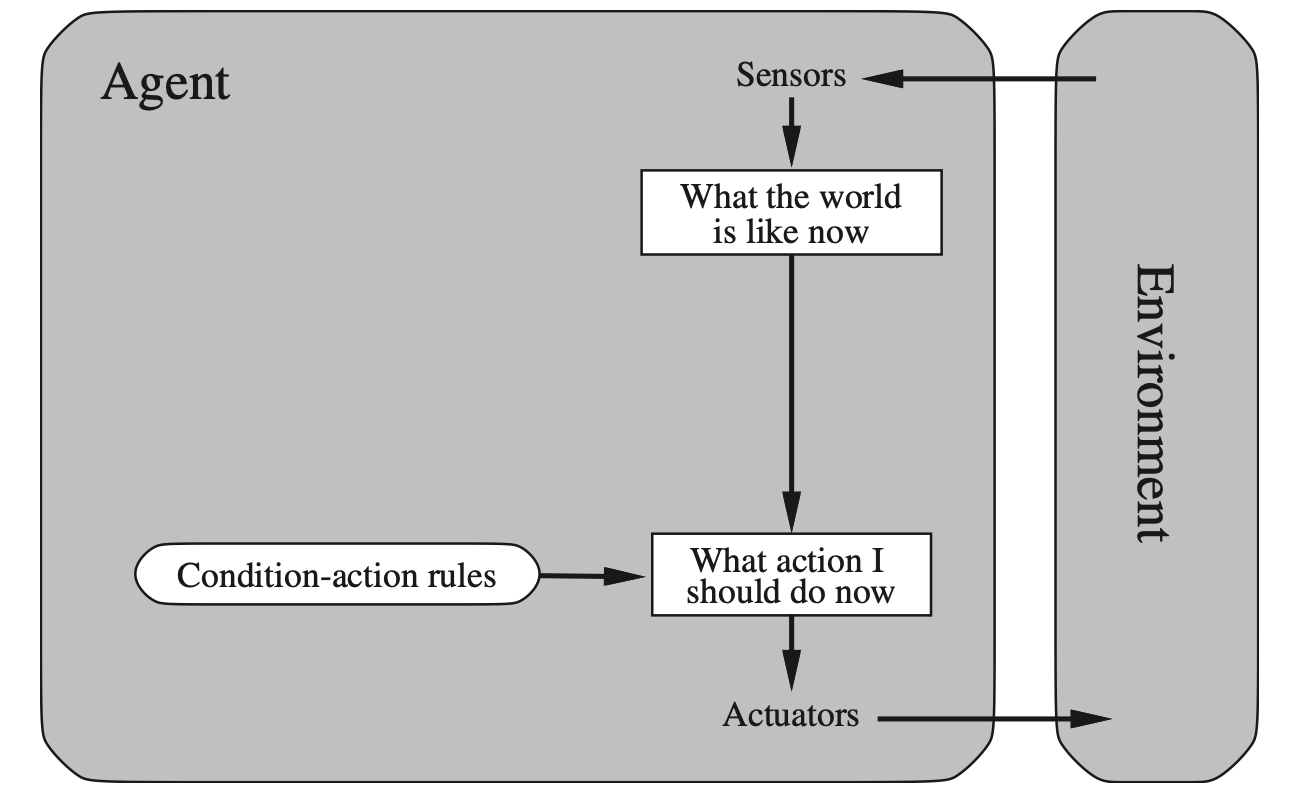 Agent
Sensors
What the world
is like now
Environment
Condition-action rules
What action I
should do now
Actuators